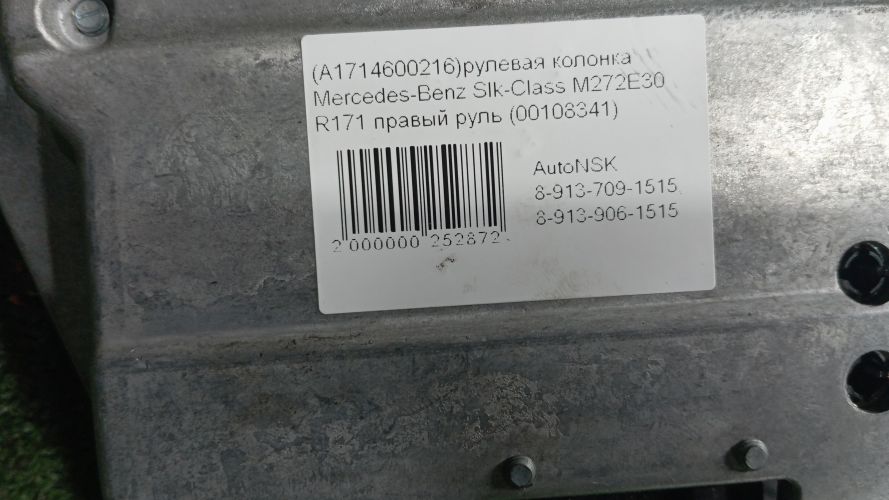 (A1714600216)рулевая колонка
Mercedes-Benz Slk-Class M272E30
R171 правый руль (00108341)
AutoNSK
8-913-709-1515
8-913-906-1515
2 000000 252872